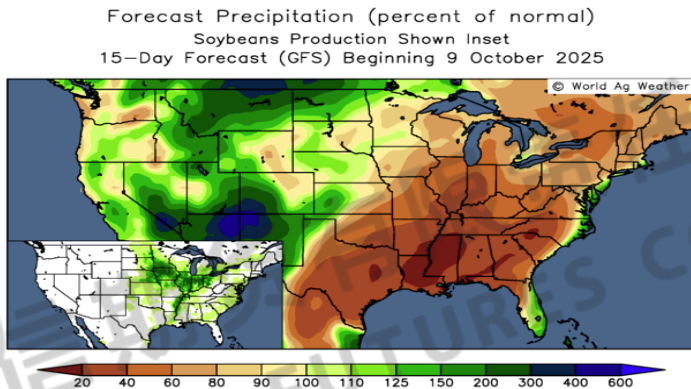 Forecast Precipitation (percent of normal)
Soybeans Production Shown Inset
15-Day Forecast (GFS) Beginning 9 October 2025
© World Ag Weather
20 40 60 80 90 100 110 125 150 200 300 400 600
FUTURES C